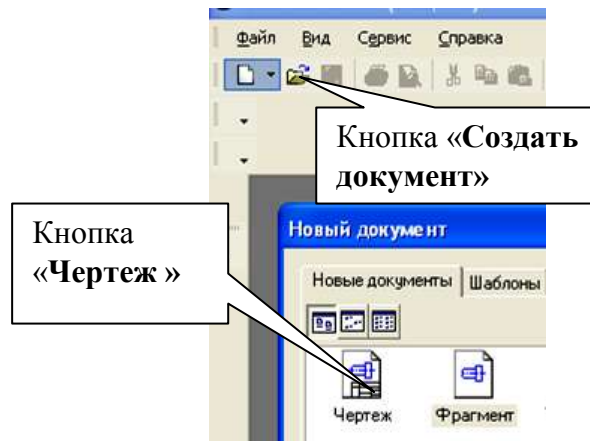 Файл Вид Сервис Справка
Кнопка «Создать
документ»
Кнопка
«Чертеж »
Новый документ
Новые документы Шаблоны
Чертеж Фрагмент